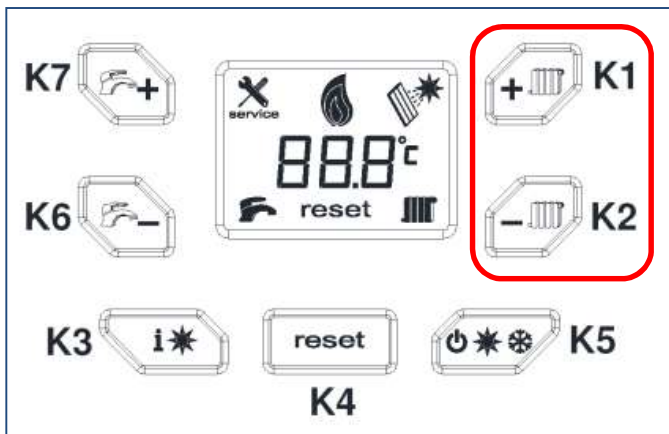 K7 + + K1
service
88.8°c
K6 - - K2
reset
K3 i reset K5
K4